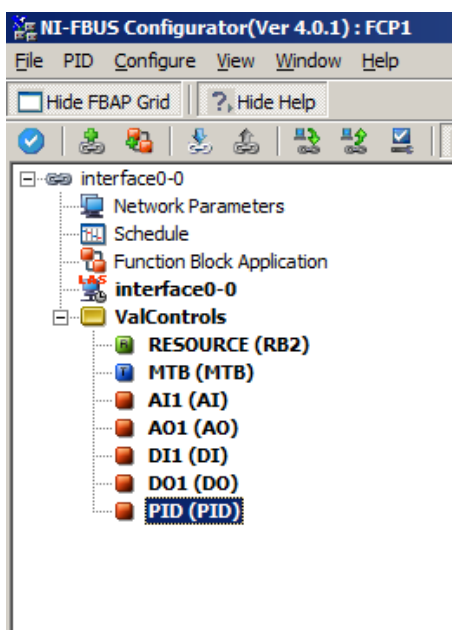 NI-FBUS Configurator(Ver 4.0.1) : FCP1
File PID Configure View Window Help
Hide FBAP Grid ? Hide Help
interface0-0
Network Parameters
Schedule
Function Block Application
LAS
interface0-0
ValControls
R RESOURCE (RB2)
T MTB (MTB)
AI1 (AI)
AO1 (AO)
DI1 (DI)
DO1 (DO)
PID (PID)